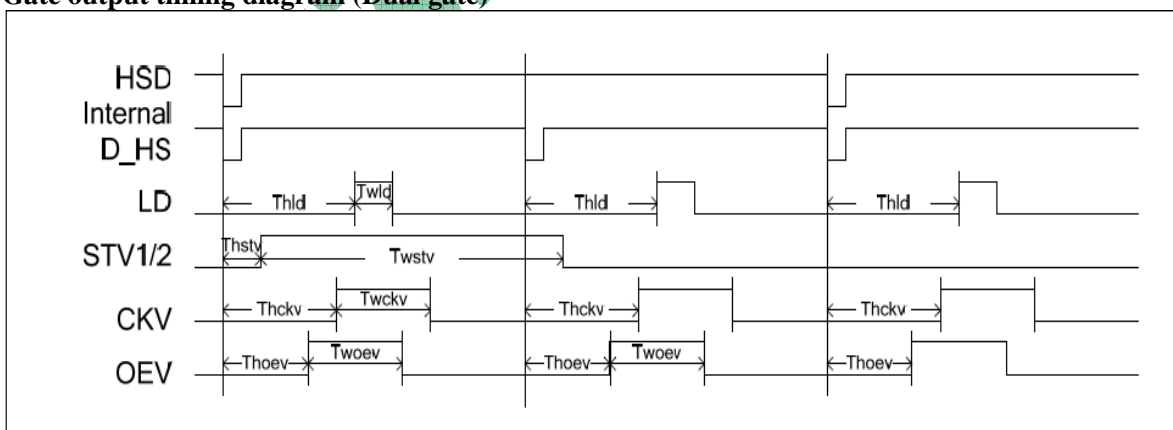 Gate output timing diagram (Dual gate)
HSD
Internal
D_HS
LD
Thld
Twld
Thld
Thld
STV1/2
Thstv
Twstv
CKV
Thckv
Twckv
Thckv
Thckv
OEV
Thoev
Twoev
Thoev
Twoev
Thoev